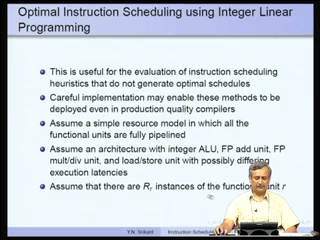 Optimal Instruction Scheduling using Integer Linear
Programming
This is useful for the evaluation of instruction scheduling
heuristics that do not generate optimal schedules
Careful implementation may enable these methods to be
deployed even in production quality compilers
Assume a simple resource model in which all the
functional units are fully pipelined
Assume an architecture with integer ALU, FP add unit, FP
mult/div unit, and load/store unit with possibly differing
execution latencies
Assume that there are Rr instances of the functional unit r
Y.N. Srikant
Instruction Schedul